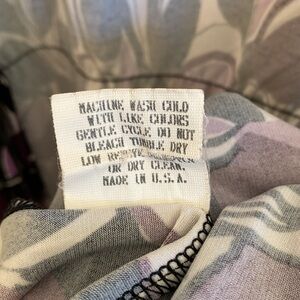 MACHINE WASH COLD
WITH LIKE COLORS
GENTLE CYCLE DO NOT
BLEACH TUMBLE DRY
LOW REMOVE
OR DRY CLEAN.
MADE IN U.S.A.